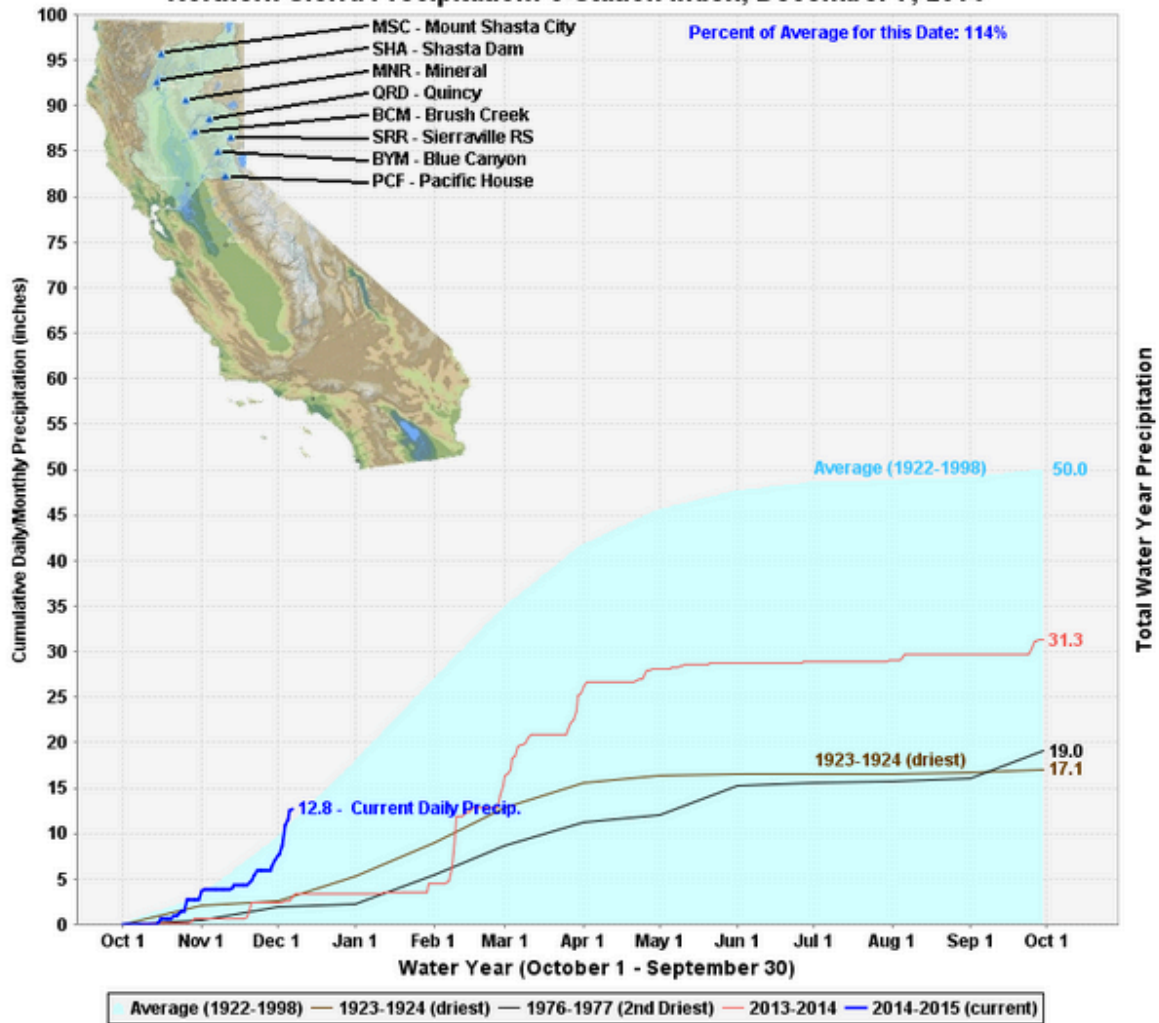 MSC - Mount Shasta City
SHA - Shasta Dam
MNR - Mineral
QRD - Quincy
BCM - Brush Creek
SRR - Sierraville RS
BYM - Blue Canyon
PCF - Pacific House
Percent of Average for this Date: 114%
Cumulative Daily/Monthly Precipitation (inches)
100
95
90
85
80
75
70
65
60
55
50
45
40
35
30
25
20
15
10
5
0
Average (1922-1998)
50.0
31.3
1923-1924 (driest)
19.0
17.1
12.8 - Current Daily Precip.
Total Water Year Precipitation
Oct 1 Nov 1 Dec 1 Jan 1 Feb 1 Mar 1 Apr 1 May 1 Jun 1 Jul 1 Aug 1 Sep 1 Oct 1
Water Year (October 1 - September 30)
Average (1922-1998) 1923-1924 (driest) 1976-1977 (2nd Driest) 2013-2014 2014-2015 (current)